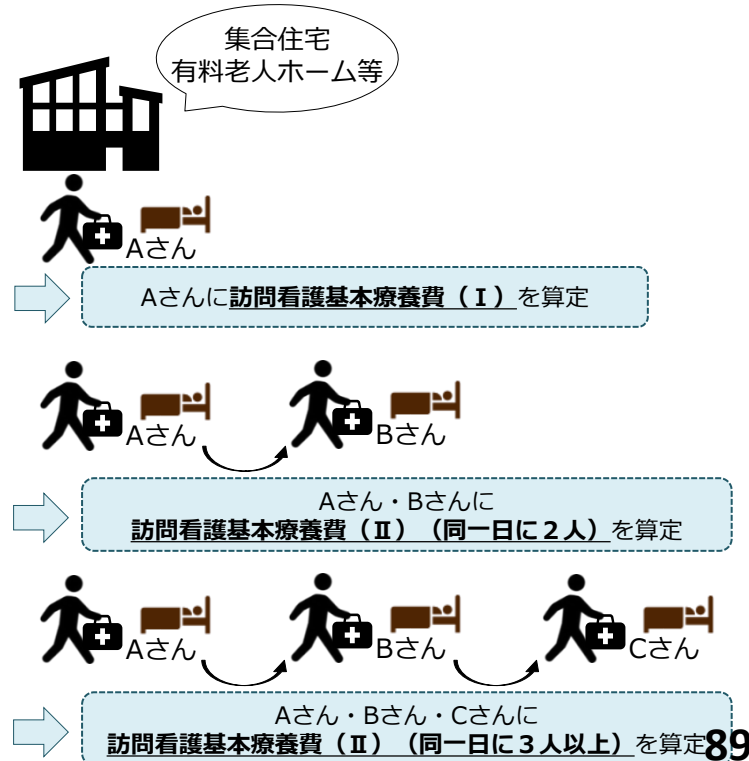 集合住宅
有料老人ホーム等
Aさん
Aさんに訪問看護基本療養費（Ⅰ）を算定
Aさん
Bさん
Aさん・Bさんに
訪問看護基本療養費（Ⅱ）（同一日に２人）を算定
Aさん
Bさん
Cさん
Aさん・Bさん・Cさんに
訪問看護基本療養費（Ⅱ）（同一日に３人以上）を算定
89